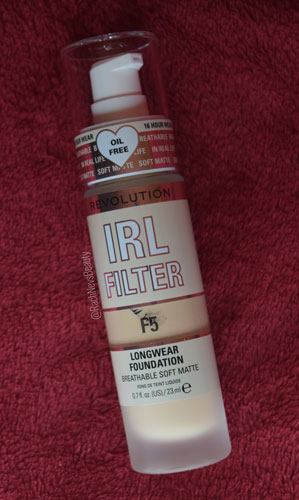 16 HOUR WEAR
OIL
FREE
IN REAL LIFE
SOFT MATTE
REVOLUTION
IRL
FILTER
F5
LONGWEAR
FOUNDATION
BREATHABLE SOFT MATTE
FOND DE TEINT LIQUIDE
0.7 fl. oz. (US) / 23 ml e
@RachNevsBeauty